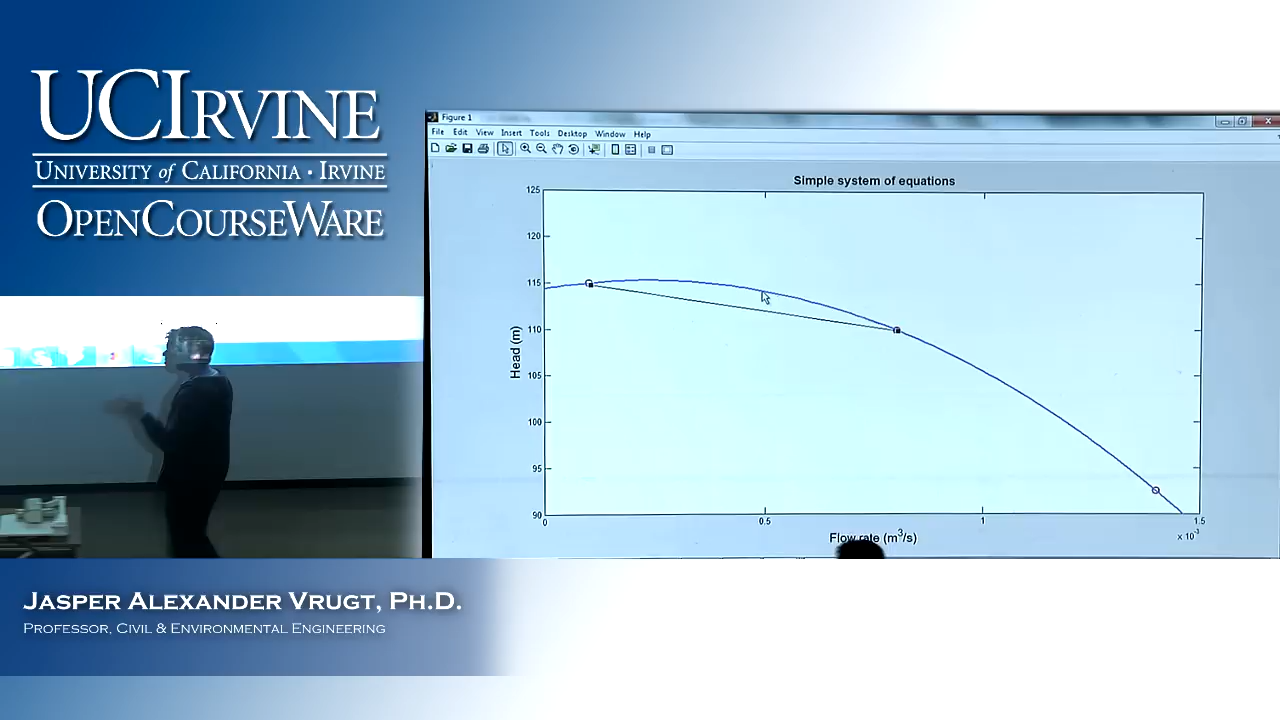 UCIRVINE
UNIVERSITY of CALIFORNIA · IRVINE
OPENCOURSEWARE
Figure 1
File Edit View Insert Tools Desktop Window Help
Simple system of equations
125
120
115
110
105
100
95
90
Head (m)
0 0.5 1 1.5
x 10-3
Flow rate (m3/s)
JASPER ALEXANDER VRUGT, PH.D.
PROFESSOR, CIVIL & ENVIRONMENTAL ENGINEERING